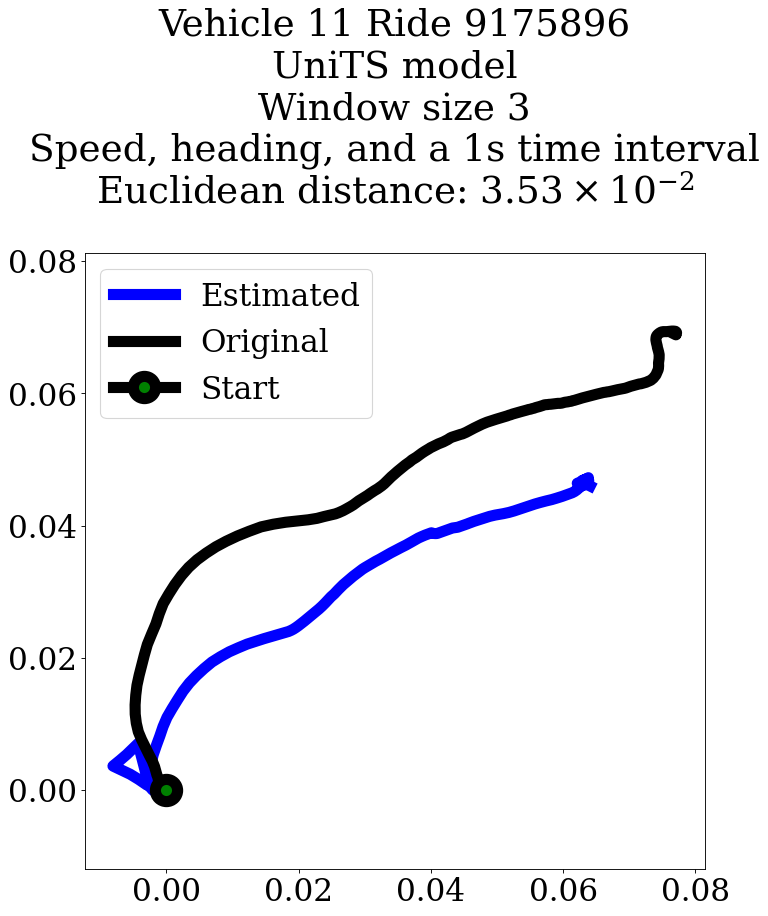 Vehicle 11 Ride 9175896
UniTS model
Window size 3
Speed, heading, and a 1s time interval
Euclidean distance: 3.53 × 10⁻²
0.08
0.06
0.04
0.02
0.00
Estimated
Original
Start
0.00 0.02 0.04 0.06 0.08